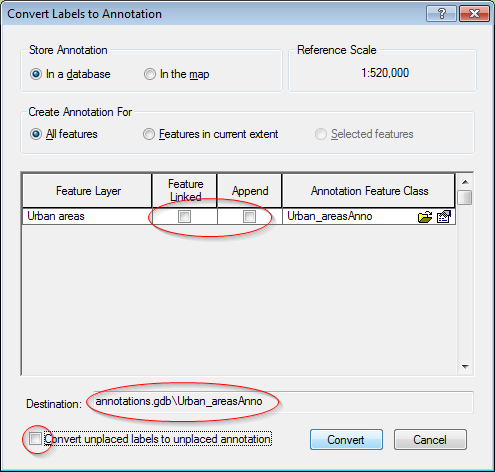 Convert Labels to Annotation
Store Annotation
In a database
In the map
Reference Scale
1:520,000
Create Annotation For
All features
Features in current extent
Selected features
Feature Layer
Feature Linked
Append
Annotation Feature Class
Urban areas
Urban_areasAnno
Destination:
annotations.gdb\Urban_areasAnno
Convert unplaced labels to unplaced annotation
Convert
Cancel